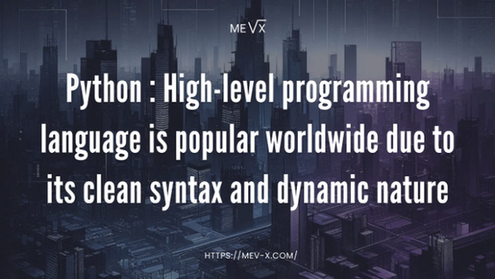 MEVX
Python : High-level programming
language is popular worldwide due to
its clean syntax and dynamic nature
HTTPS://MEV-X.COM/